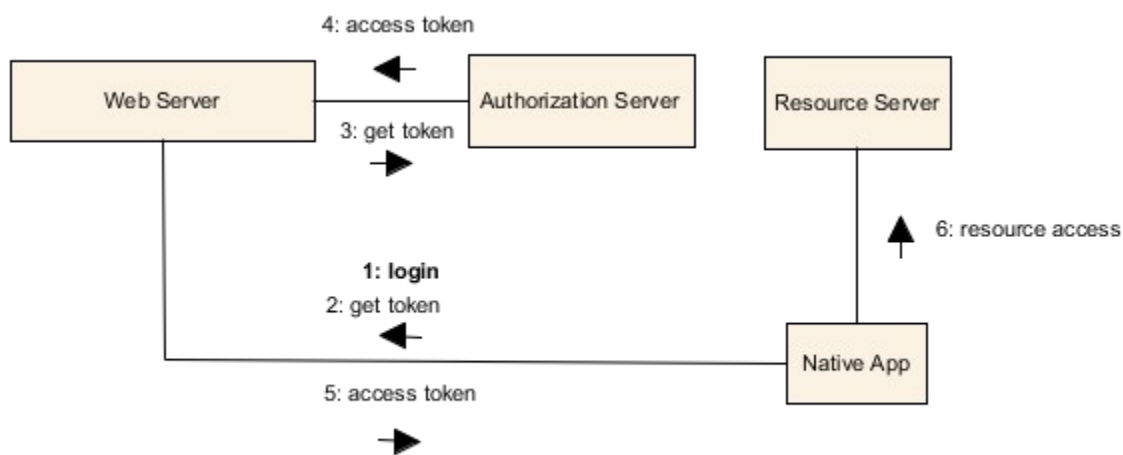 4: access token
Web Server
Authorization Server
Resource Server
3: get token
6: resource access
1: login
2: get token
Native App
5: access token